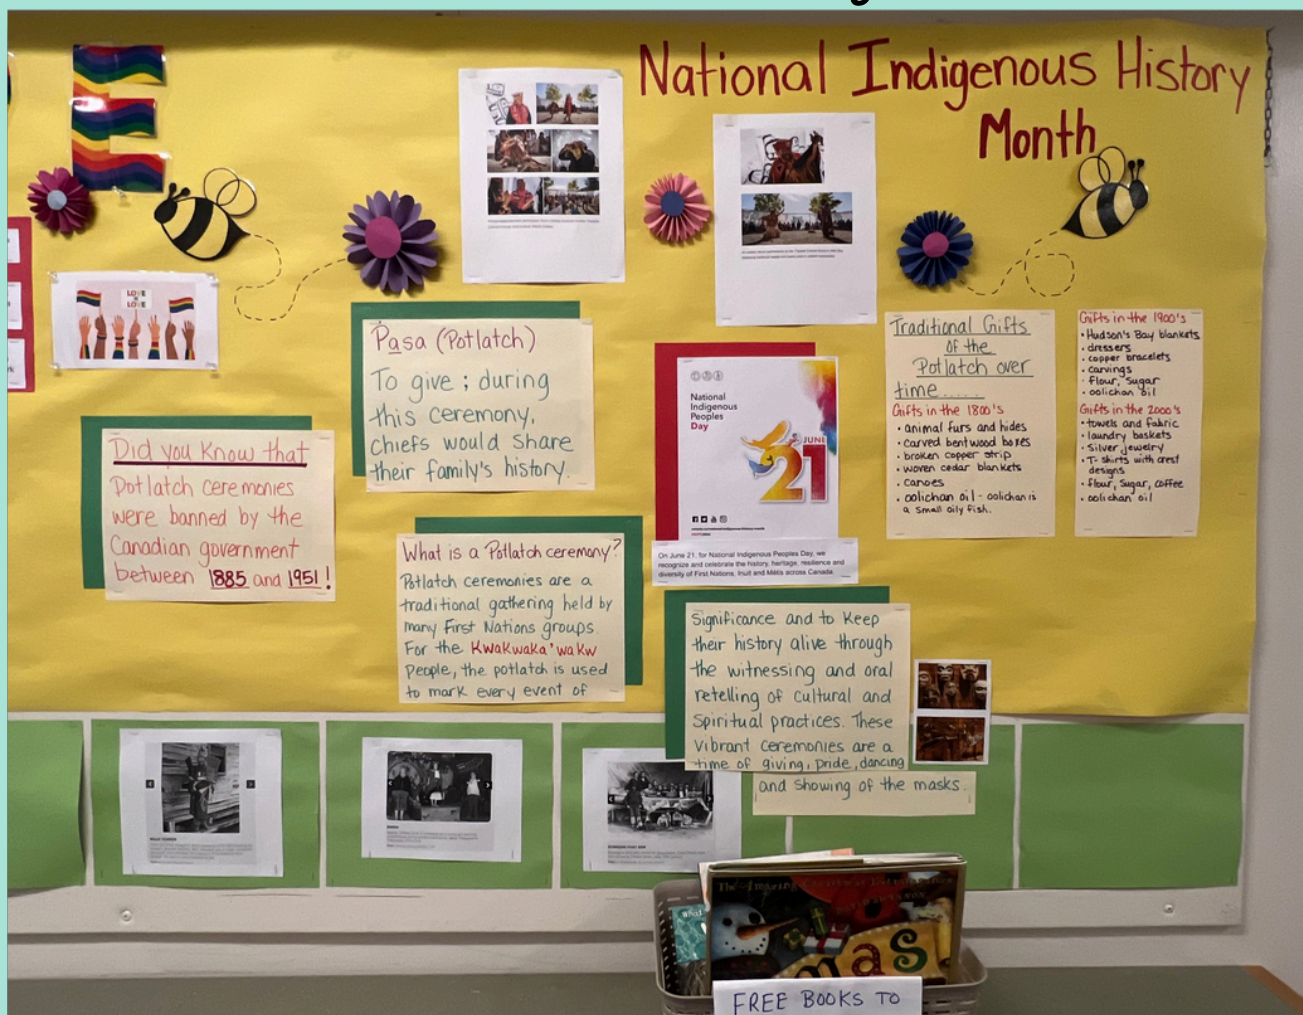 E
National Indigenous History
Month
LOVE
IS
LOVE
Pasa (Potlatch)
To give ; during
this ceremony,
chiefs would share
their family's history.
Did you know that
Potlatch ceremonies
were banned by the
Canadian government
between 1885 and 1951!
What is a Potlatch ceremony?
Potlatch ceremonies are a
traditional gathering held by
many First Nations groups.
For the Kwakwaka'wakw
People, the potlatch is used
to mark every event of
Significance and to keep
their history alive through
the witnessing and oral
retelling of cultural and
Spiritual practices. These
vibrant ceremonies are a
time of giving, pride, dancing
and showing of the masks.
National
Indigenous
Peoples
Day
JUNE
21
On June 21, for National Indigenous Peoples Day, we
recognize and celebrate the history, heritage, resilience and
diversity of First Nations, Inuit and Métis across Canada.
Traditional Gifts
of the
Potlatch over
time.....
Gifts in the 1800's
• animal furs and hides
• carved bentwood boxes
• broken copper strip
• woven cedar blankets
• canoes
• oolichan oil - oolichan is
a small oily fish.
Gifts in the 1900's
• Hudson's Bay blankets
• dressers
• copper bracelets
• carvings
• flour, sugar
• oolichan oil
Gifts in the 2000's
• towels and fabric
• laundry baskets
• silver jewelry
• T-shirts with crest
designs
• flour, sugar, coffee
• oolichan oil
The Amazing Christmas Extravaganza
DAVID SHANNON
mas
What
FREE BOOKS TO